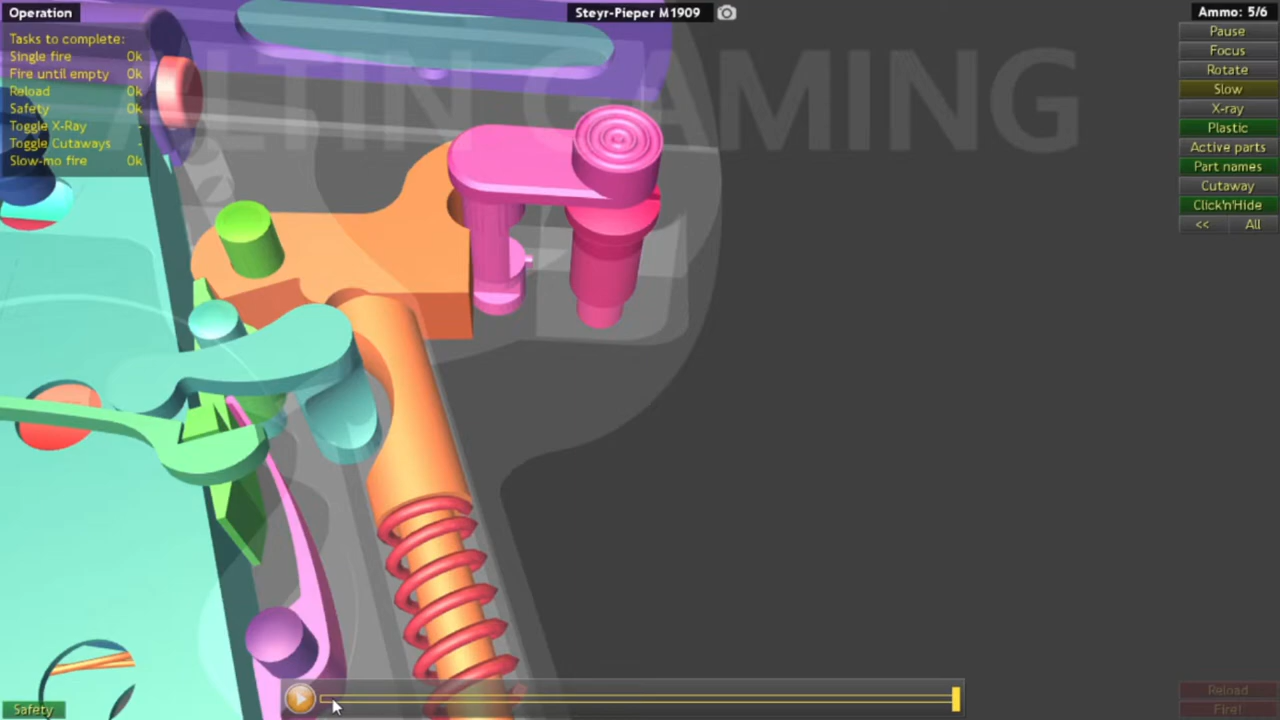 Operation
Steyr-Pieper M1909
Ammo: 5/6
Tasks to complete:
Single fire Ok
Fire until empty Ok
Reload Ok
Safety Ok
Toggle X-Ray -
Toggle Cutaways -
Slow-mo fire Ok
LTIN GAMING
Pause
Focus
Rotate
Slow
X-ray
Plastic
Active parts
Part names
Cutaway
Click'n'Hide
<< All
Safety
Reload
Fire!